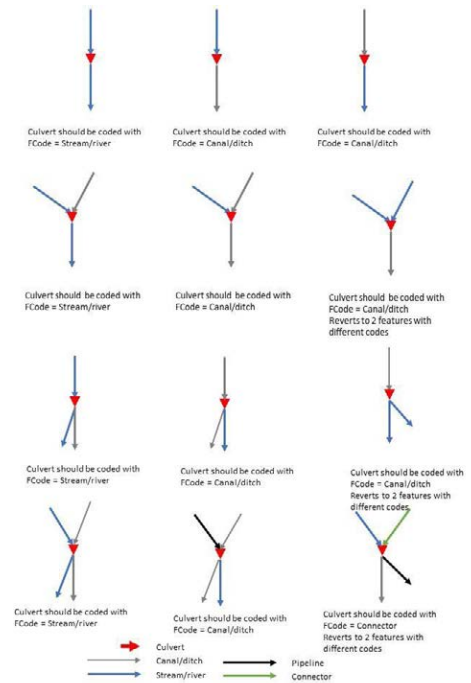 Culvert should be coded with
FCode = Stream/river
Culvert should be coded with
FCode = Canal/ditch
Culvert should be coded with
FCode = Canal/ditch
Culvert should be coded with
FCode = Stream/river
Culvert should be coded with
FCode = Canal/ditch
Culvert should be coded with
FCode = Canal/ditch
Reverts to 2 features with
different codes
Culvert should be coded with
FCode = Stream/river
Culvert should be coded with
FCode = Canal/ditch
Culvert should be coded with
FCode = Canal/ditch
Reverts to 2 features with
different codes
Culvert should be coded with
FCode = Stream/river
Culvert should be coded with
FCode = Canal/ditch
Culvert should be coded with
FCode = Connector
Reverts to 2 features with
different codes
Culvert
Canal/ditch
Pipeline
Stream/river
Connector